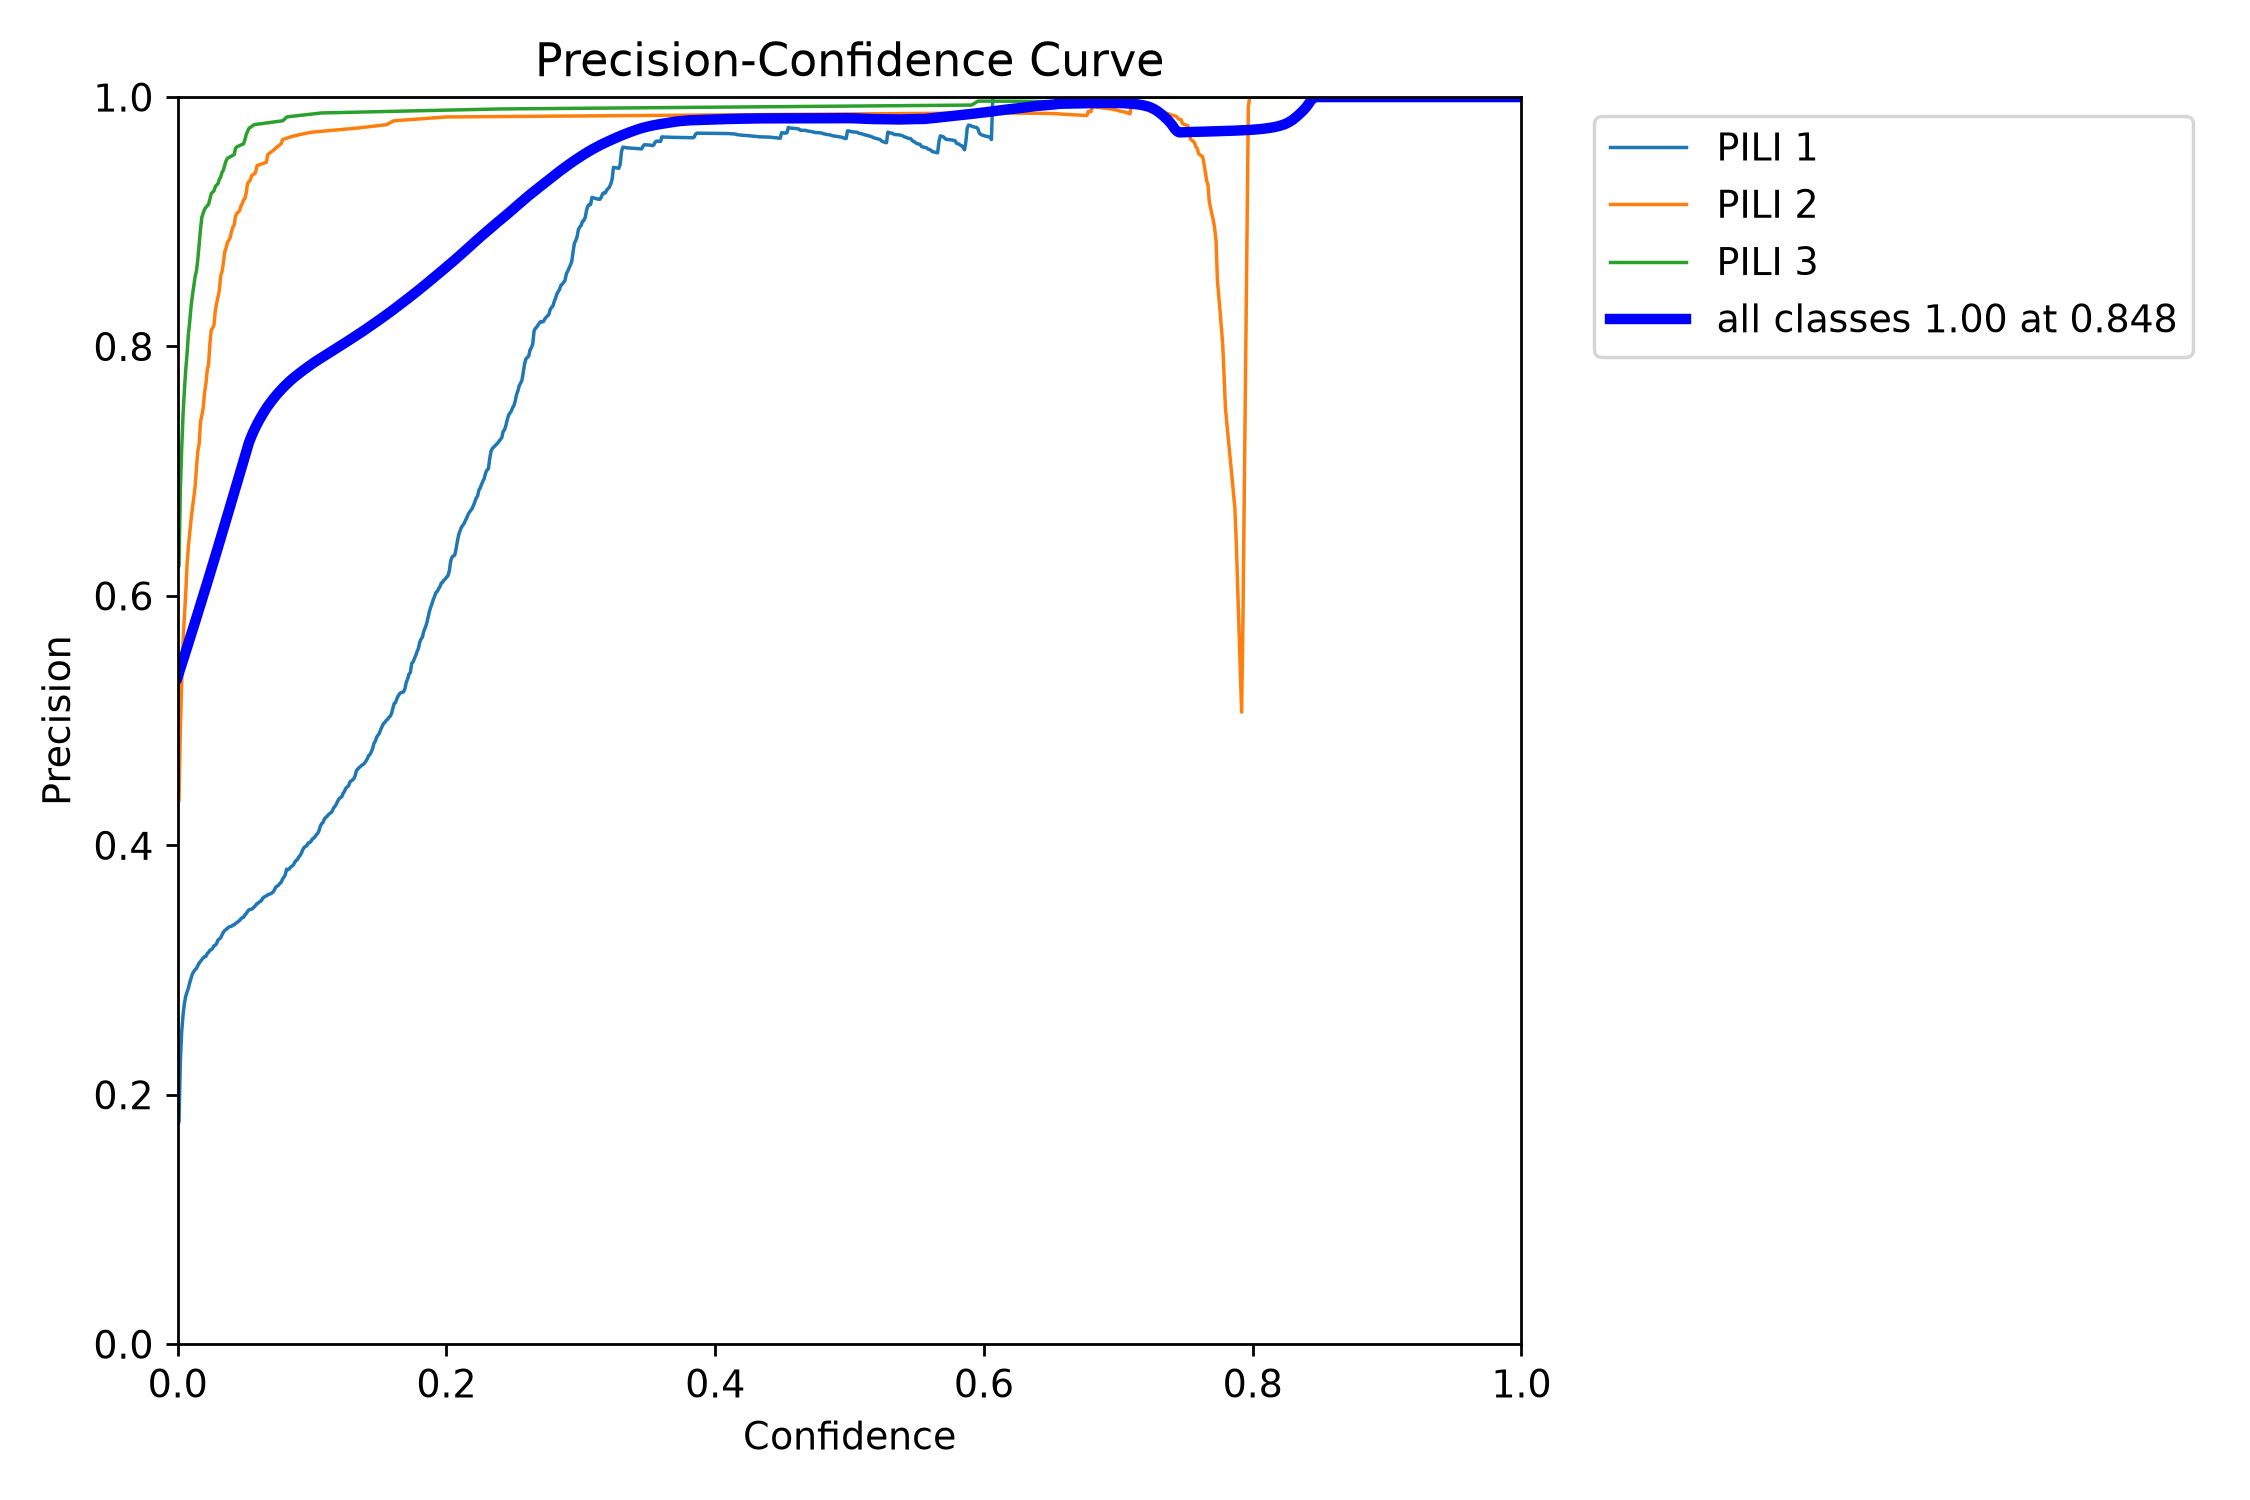 Precision-Confidence Curve
1.0
0.8
0.6
0.4
0.2
0.0
Precision
0.0 0.2 0.4 0.6 0.8 1.0
Confidence
PILI 1
PILI 2
PILI 3
all classes 1.00 at 0.848